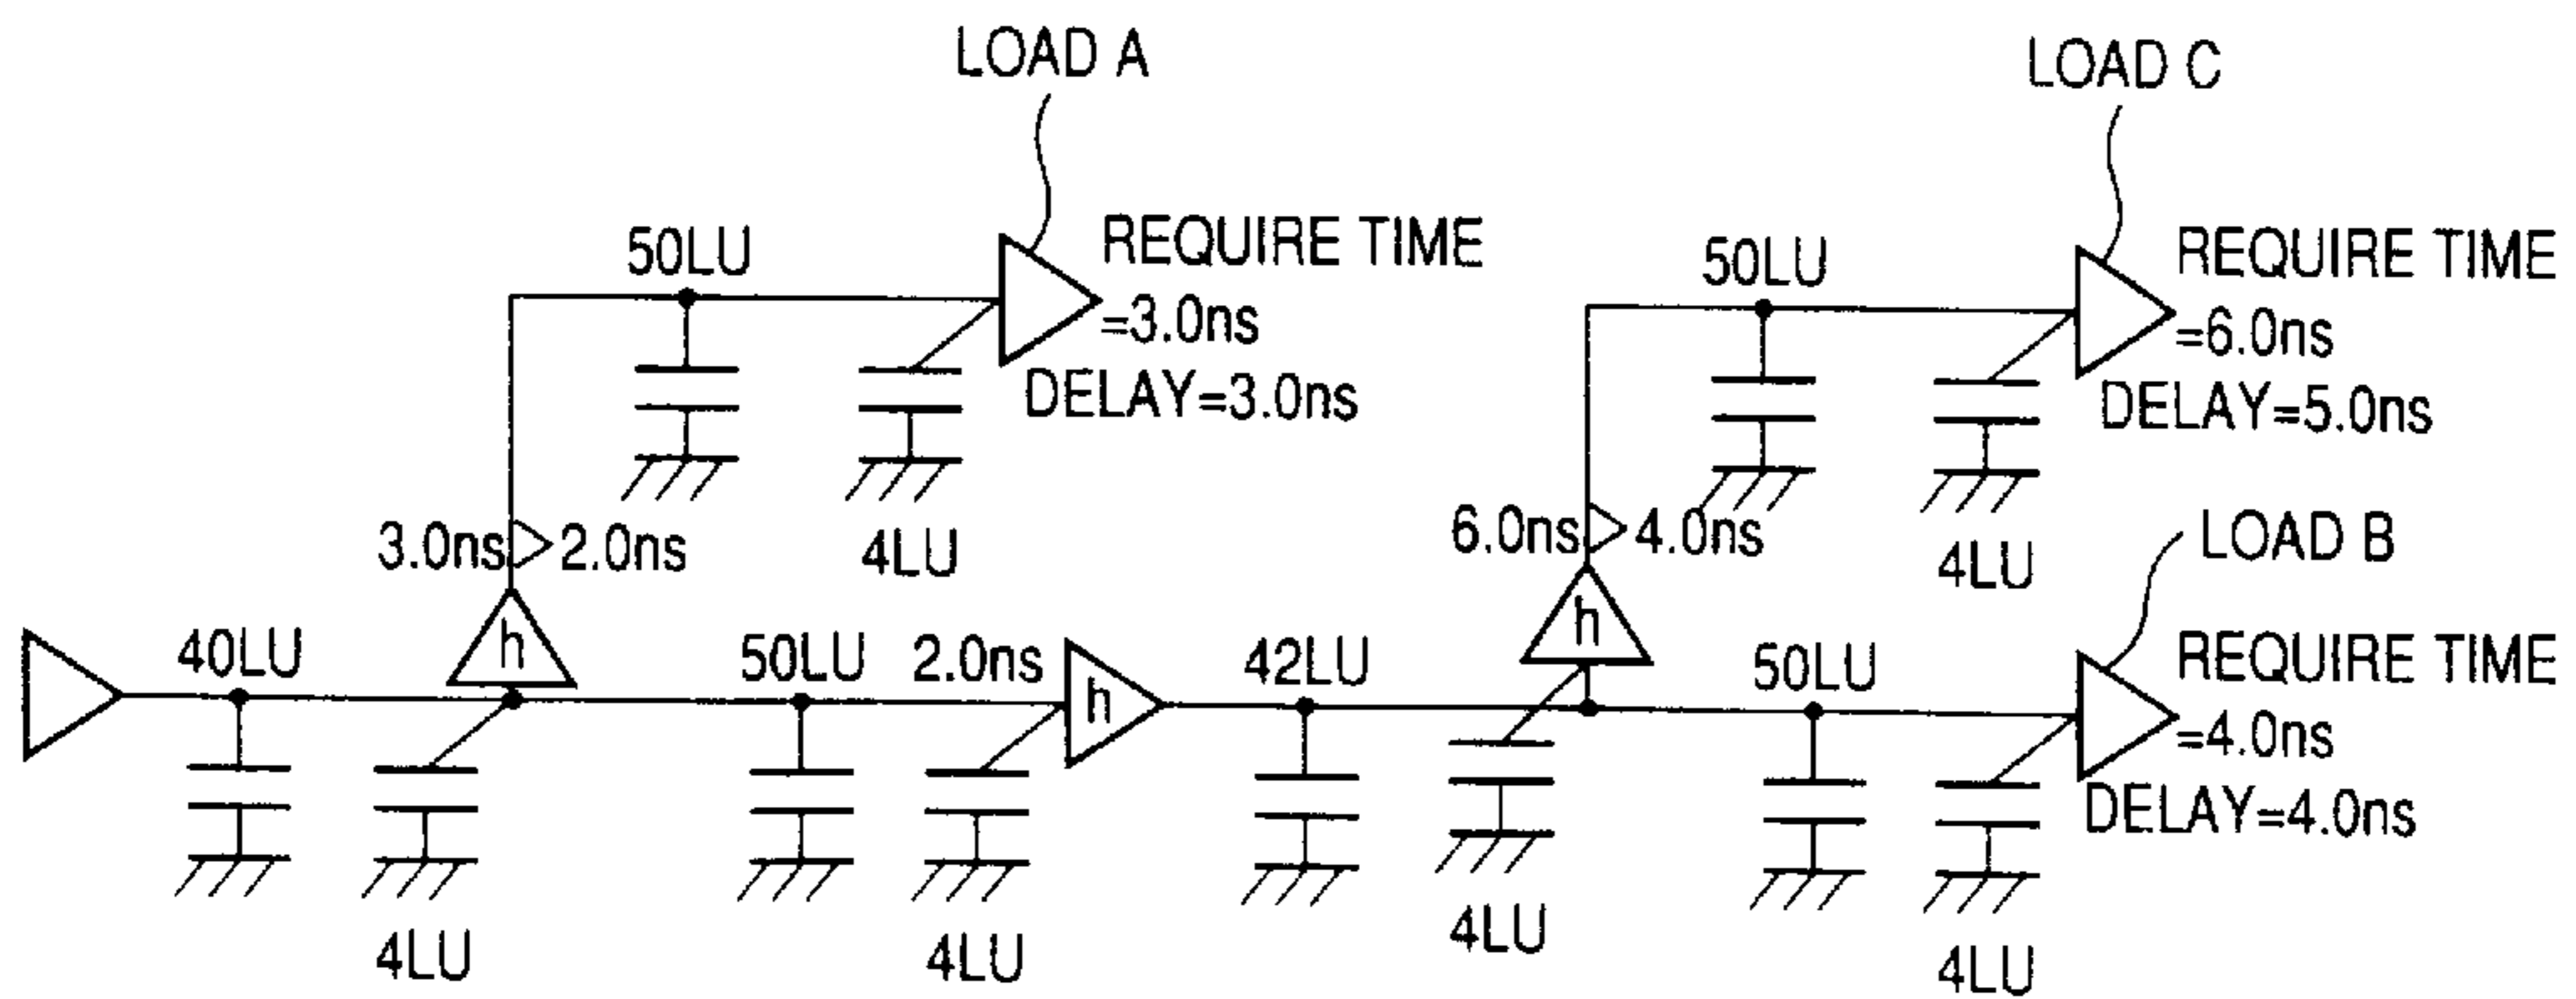 LOAD A
LOAD C
50LU
REQUIRE TIME
=3.0ns
DELAY=3.0ns
50LU
REQUIRE TIME
=6.0ns
DELAY=5.0ns
3.0ns 2.0ns
4LU
6.0ns 4.0ns
4LU
LOAD B
40LU
h
50LU
2.0ns
h
42LU
h
50LU
REQUIRE TIME
=4.0ns
DELAY=4.0ns
4LU
4LU
4LU
4LU